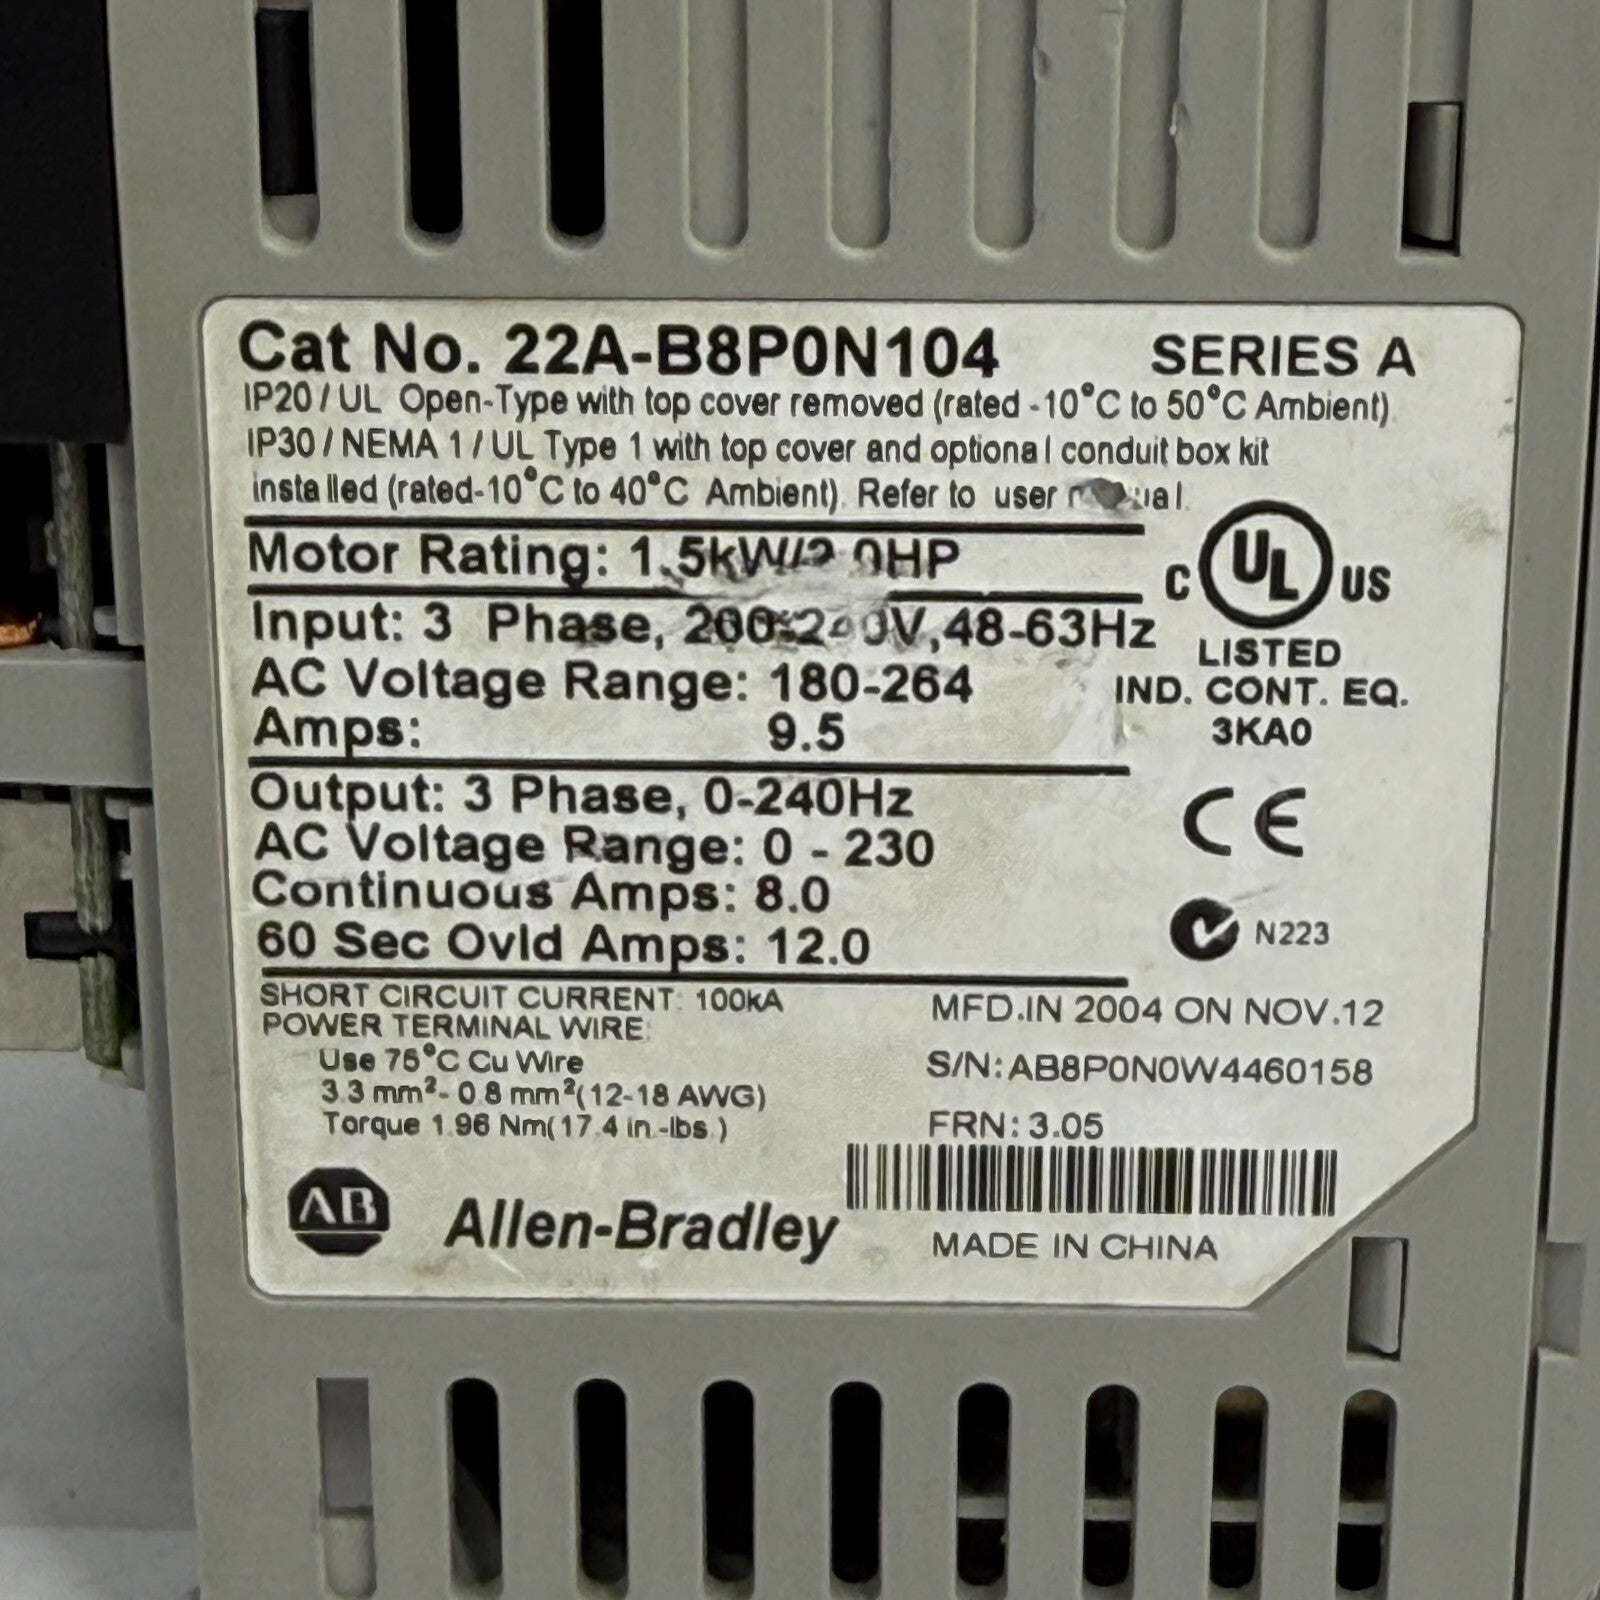 Cat No. 22A-B8P0N104 SERIES A
IP20 / UL Open-Type with top cover removed (rated -10°C to 50°C Ambient)
IP30 / NEMA 1 / UL Type 1 with top cover and optional conduit box kit
installed (rated-10°C to 40°C Ambient). Refer to user
Motor Rating: 1.5kW/2.0HP
C UL US
Input: 3 Phase, 200-240V,48-63Hz
LISTED
AC Voltage Range: 180-264
IND. CONT. EQ.
Amps: 9.5
3KA0
Output: 3 Phase, 0-240Hz
CE
AC Voltage Range: 0 - 230
Continuous Amps: 8.0
N223
60 Sec Ovld Amps: 12.0
SHORT CIRCUIT CURRENT: 100kA
MFD.IN 2004 ON NOV.12
POWER TERMINAL WIRE:
Use 75°C Cu Wire
S/N: AB8P0N0W4460158
3.3 mm²- 0.8 mm²(12-18 AWG)
Torque 1.96 Nm(17.4 in.-lbs.)
FRN: 3.05
AB Allen-Bradley
MADE IN CHINA